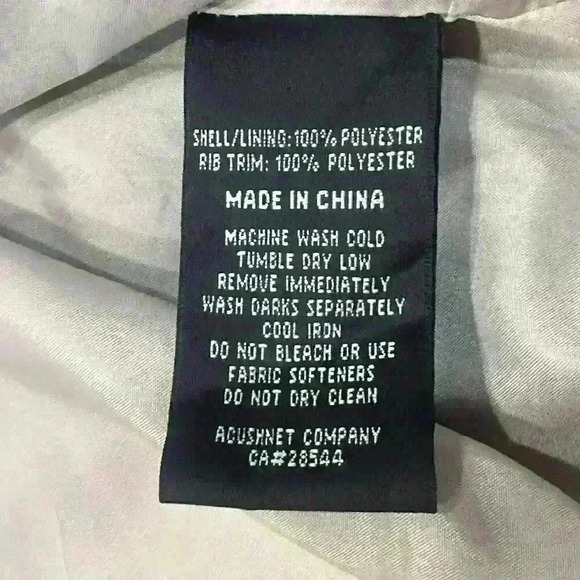 SHELL/LINING: 100% POLYESTER
RIB TRIM: 100% POLYESTER
MADE IN CHINA
MACHINE WASH COLD
TUMBLE DRY LOW
REMOVE IMMEDIATELY
WASH DARKS SEPARATELY
COOL IRON
DO NOT BLEACH OR USE
FABRIC SOFTENERS
DO NOT DRY CLEAN
ACUSHNET COMPANY
CA#28544